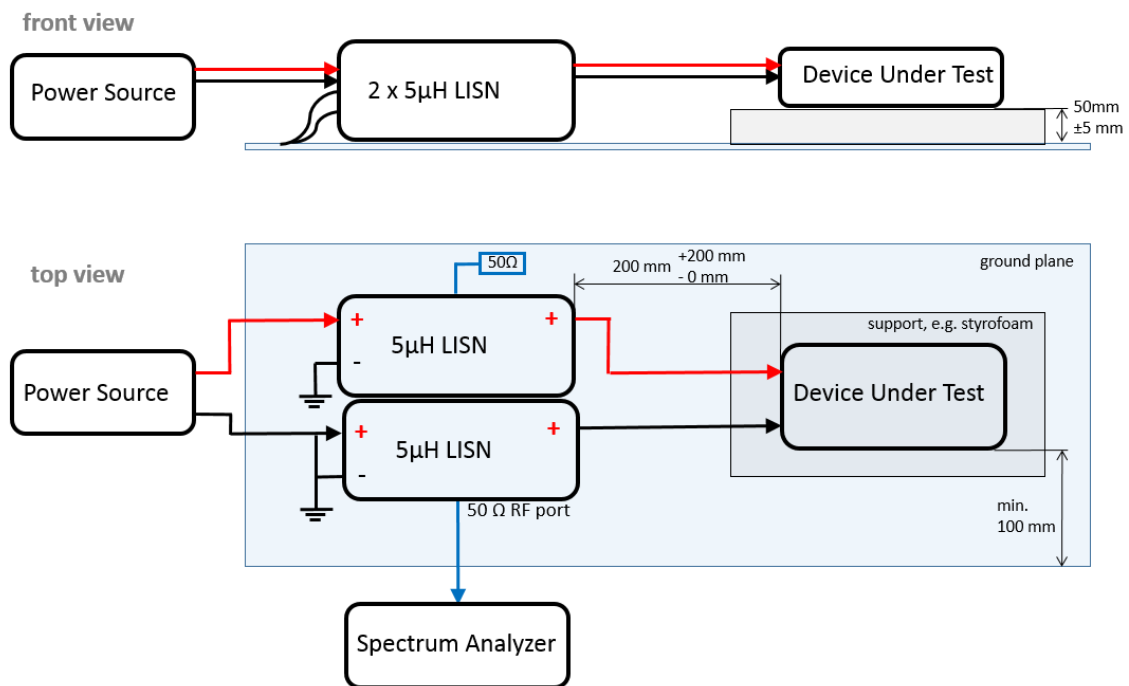 front view
Power Source
2 x 5µH LISN
Device Under Test
50mm
±5 mm
top view
50Ω
200 mm
+200 mm
- 0 mm
ground plane
support, e.g. styrofoam
+
+
-
5µH LISN
Power Source
Device Under Test
+
+
-
5µH LISN
50 Ω RF port
min.
100 mm
Spectrum Analyzer